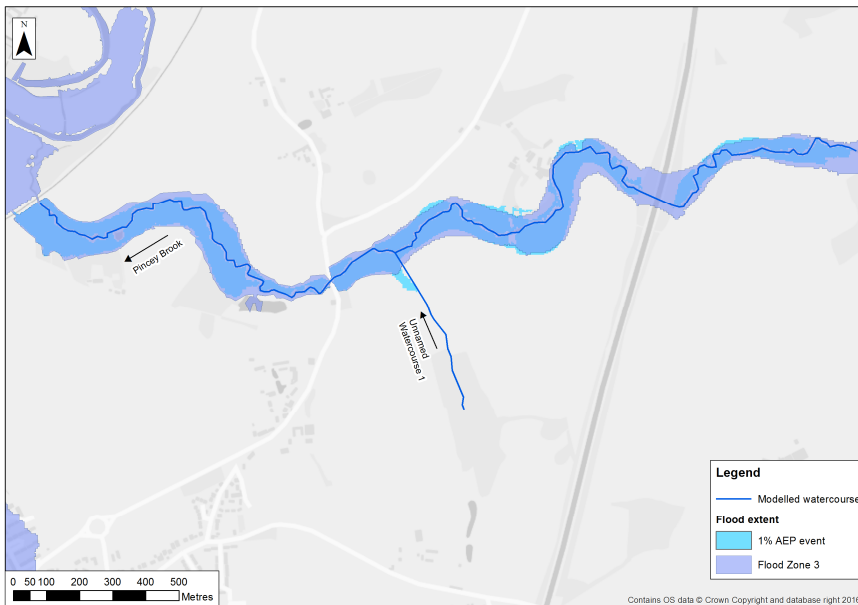 N
Pincey Brook
Unnamed
Watercourse 1
Legend
Modelled watercourse
Flood extent
1% AEP event
Flood Zone 3
0 50 100 200 300 400 500
Metres
Contains OS data © Crown Copyright and database right 2016